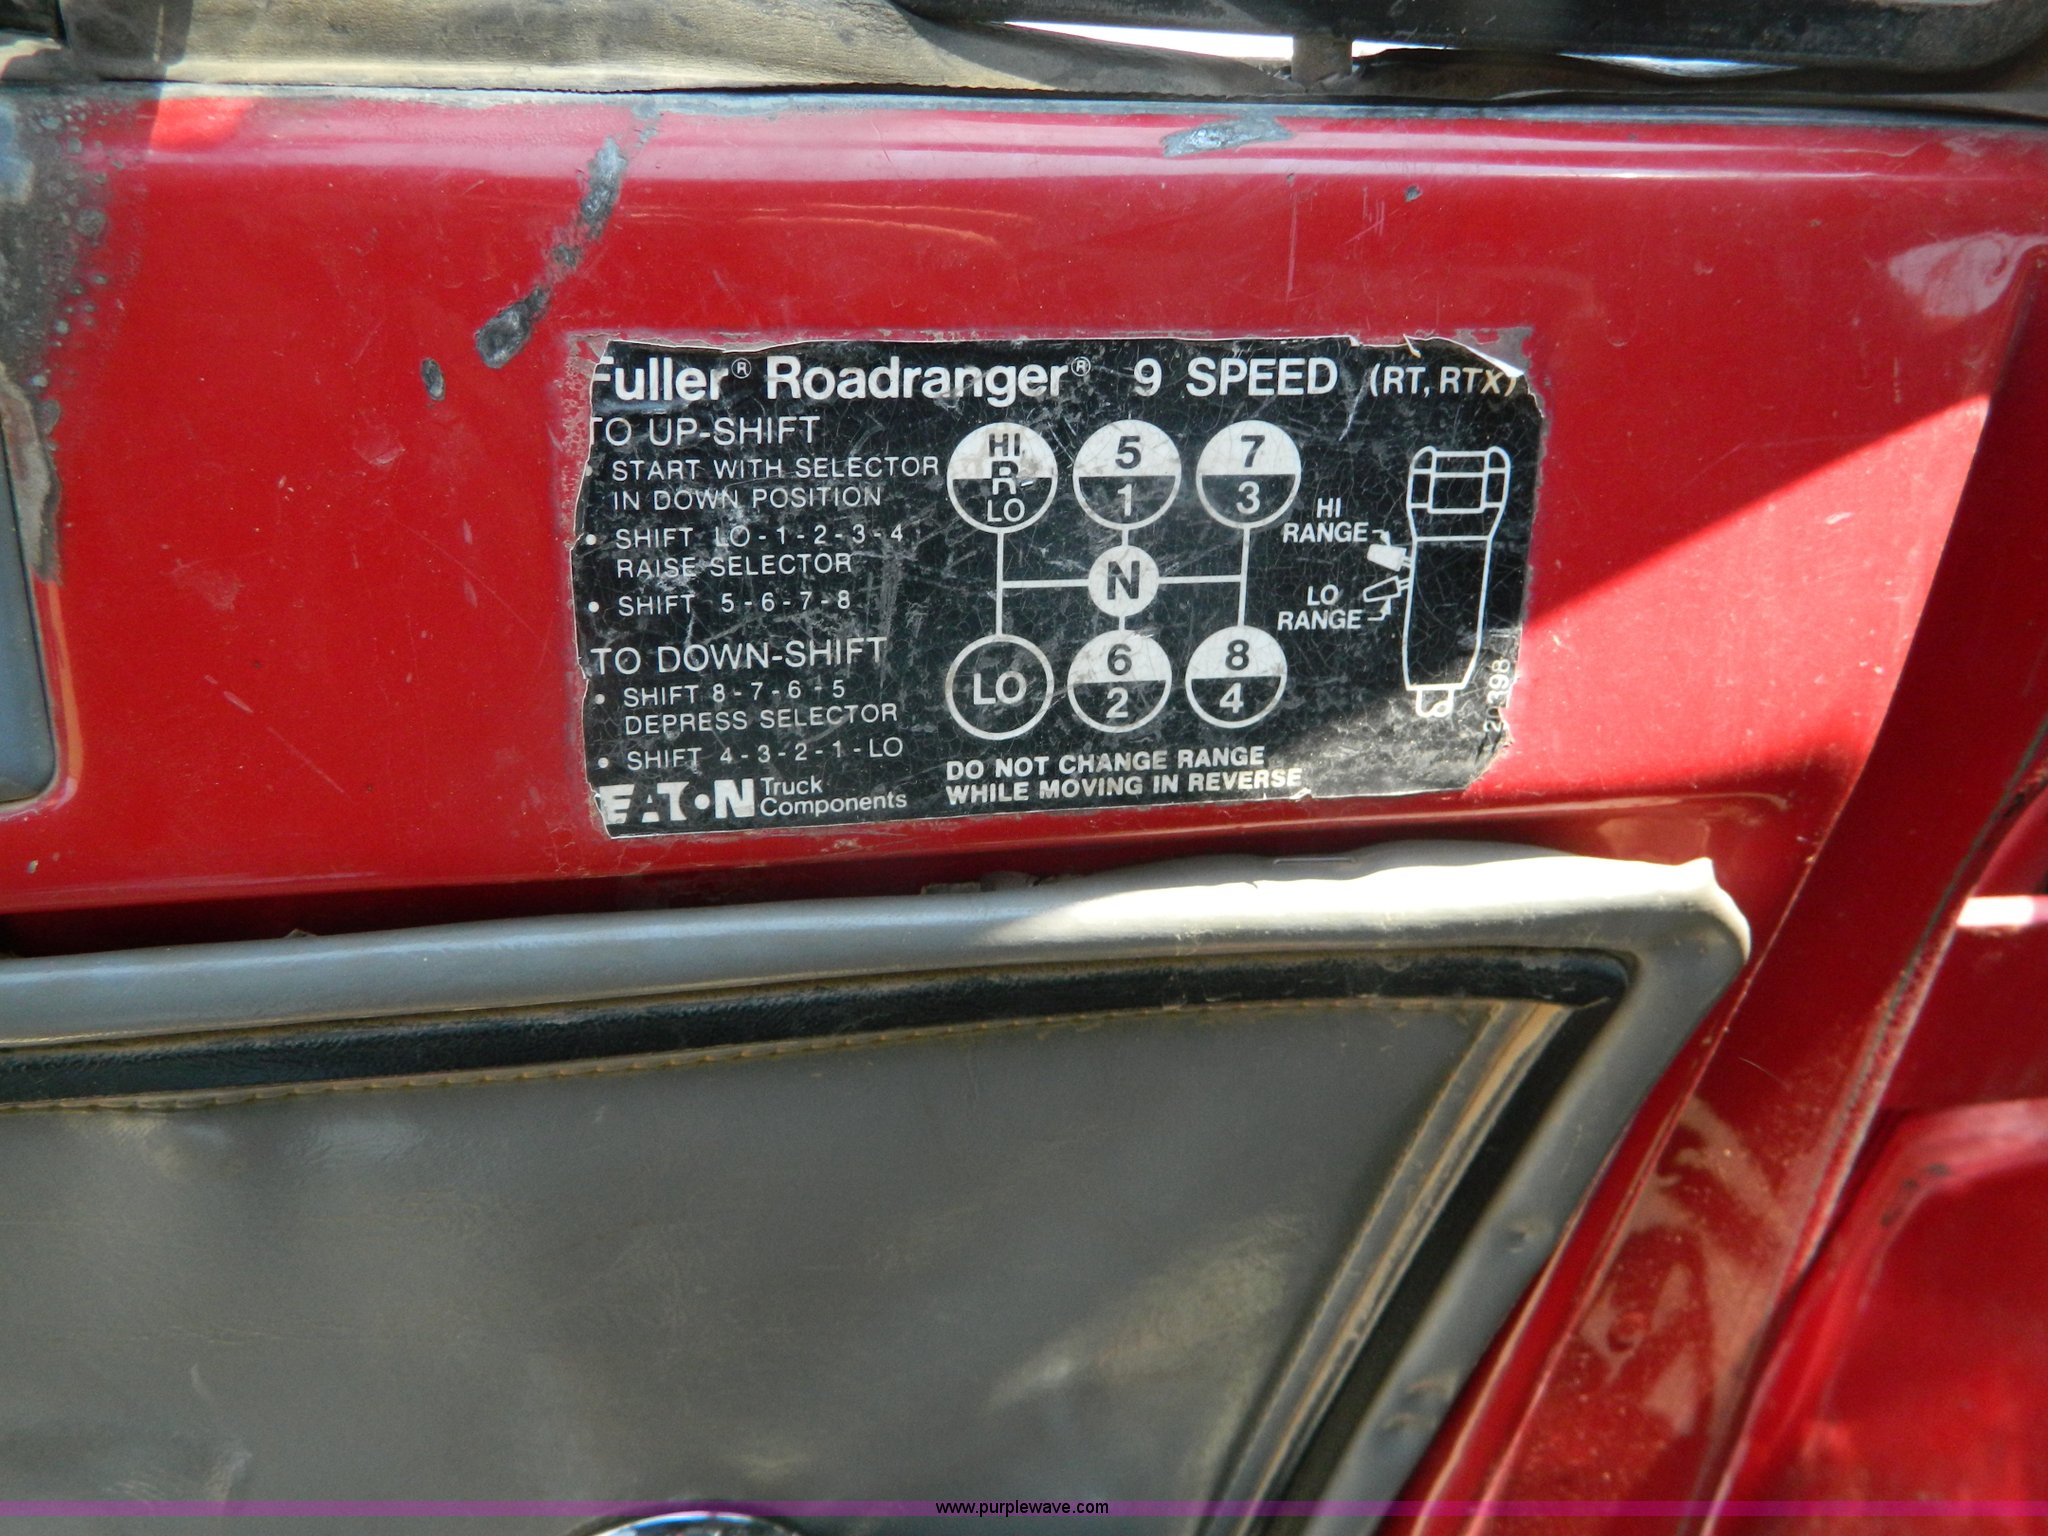 Fuller® Roadranger® 9 SPEED (RT, RTX)
TO UP-SHIFT
• START WITH SELECTOR
IN DOWN POSITION
• SHIFT LO-1-2-3-4
RAISE SELECTOR
• SHIFT 5-6-7-8
TO DOWN-SHIFT
• SHIFT 8-7-6-5
DEPRESS SELECTOR
• SHIFT 4-3-2-1-LO
EATON Truck
Components
HI
R
LO
5
1
7
3
N
LO
6
2
8
4
HI
RANGE
LO
RANGE
DO NOT CHANGE RANGE
WHILE MOVING IN REVERSE
20398
www.purplewave.com